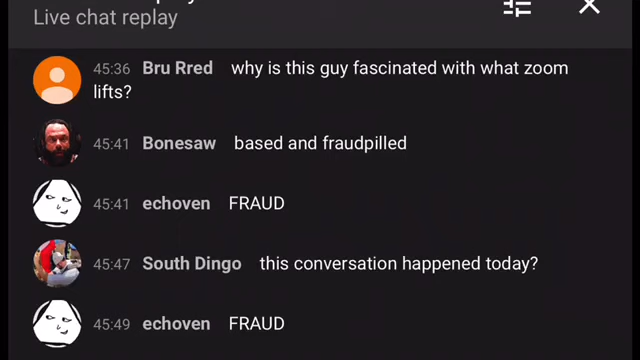 Live chat replay
45:36 Bru Rred why is this guy fascinated with what zoom
lifts?
45:41 Bonesaw based and fraudpilled
45:41 echoven FRAUD
45:47 South Dingo this conversation happened today?
45:49 echoven FRAUD